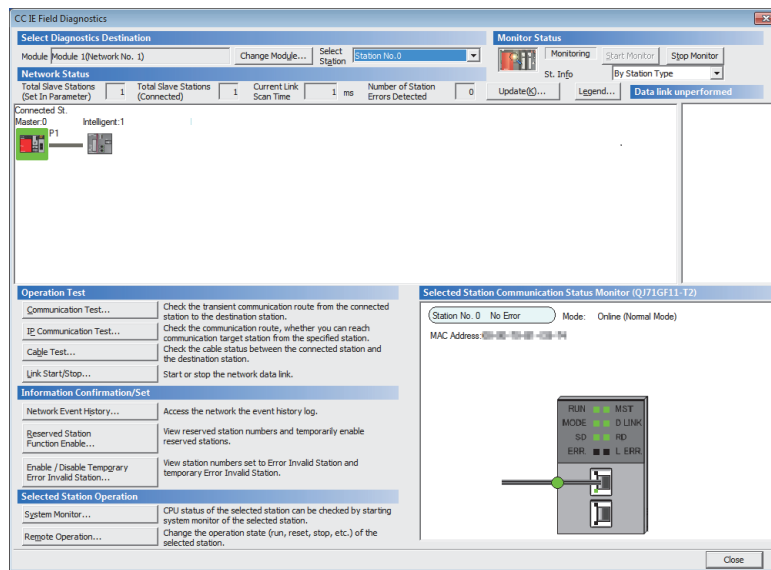 CC IE Field Diagnostics
Select Diagnostics Destination
Monitor Status
Module Module 1(Network No. 1) Change Module... Select Station Station No.0
Monitoring Start Monitor Stop Monitor
St. Info By Station Type
Network Status
Total Slave Stations (Set In Parameter) 1 Total Slave Stations (Connected) 1 Current Link Scan Time 1 ms Number of Station Errors Detected 0
Update(K)... Legend... Data link unperformed
Connected St.
Master:0 Intelligent:1
P1
Operation Test
Communication Test... Check the transient communication route from the connected station to the destination station.
IP Communication Test... Check the communication route, whether you can reach communication target station from the specified station.
Cable Test... Check the cable status between the connected station and the destination station.
Link Start/Stop... Start or stop the network data link.
Information Confirmation/Set
Network Event History... Access the network the event history log.
Reserved Station Function Enable... View reserved station numbers and temporarily enable reserved stations.
Enable / Disable Temporary Error Invalid Station... View station numbers set to Error Invalid Station and temporary Error Invalid Station.
Selected Station Operation
System Monitor... CPU status of the selected station can be checked by starting system monitor of the selected station.
Remote Operation... Change the operation state (run, reset, stop, etc.) of the selected station.
Selected Station Communication Status Monitor (QJ71GF11-T2)
Station No. 0 No Error Mode: Online (Normal Mode)
MAC Address:
RUN MST
MODE D LINK
SD RD
ERR. L ERR.
Close